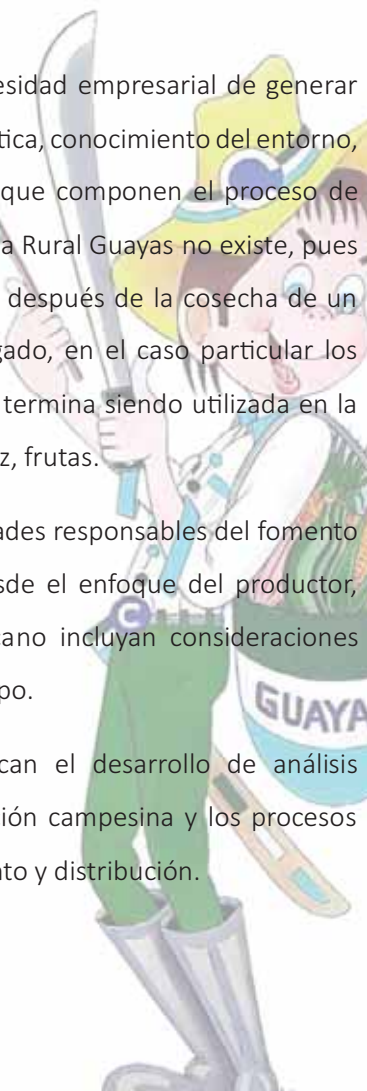 esidad empresarial de generar
tica, conocimiento del entorno,
que componen el proceso de
a Rural Guayas no existe, pues
después de la cosecha de un
gado, en el caso particular los
termina siendo utilizada en la
z, frutas.
dades responsables del fomento
sde el enfoque del productor,
cano incluyan consideraciones
po.
can el desarrollo de análisis
ción campesina y los procesos
nto y distribución.
C
GUAYA